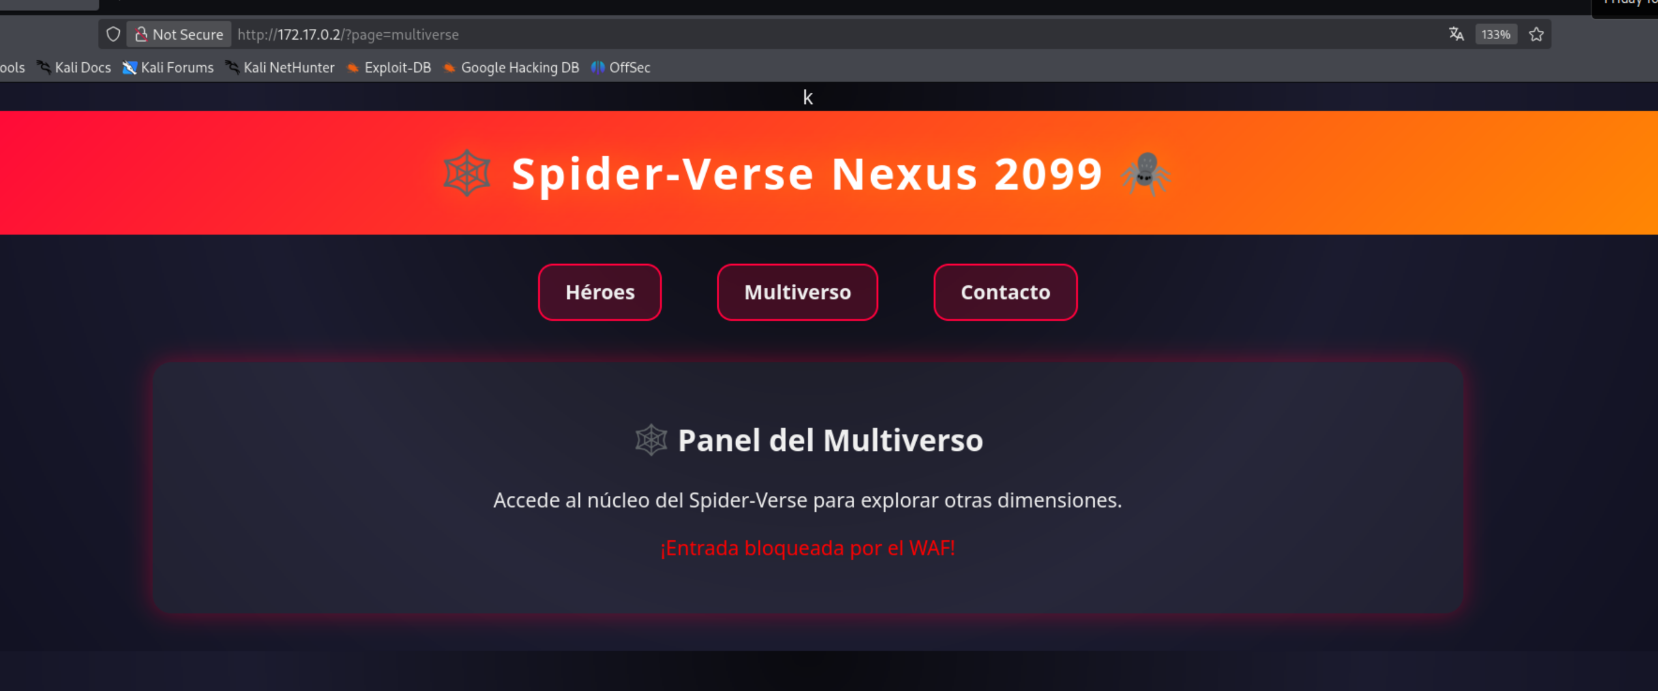 Not Secure http://172.17.0.2/?page=multiverse 133%
Kali Docs Kali Forums Kali NetHunter Exploit-DB Google Hacking DB OffSec
k
Spider-Verse Nexus 2099
Héroes Multiverso Contacto
Panel del Multiverso
Accede al núcleo del Spider-Verse para explorar otras dimensiones.
¡Entrada bloqueada por el WAF!